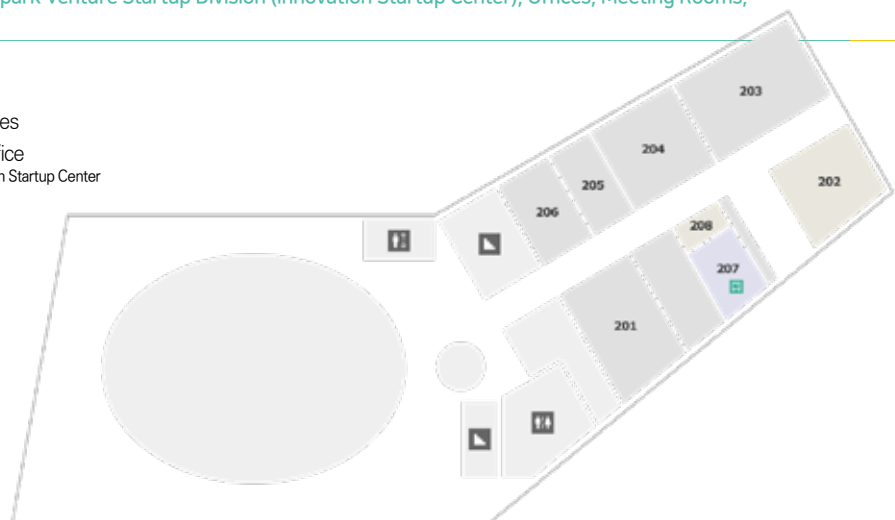 park Venture Startup Division (Innovation Startup Center), Offices, Meeting Rooms,
es
ice
n Startup Center
203
204
205
206
202
208
207
201